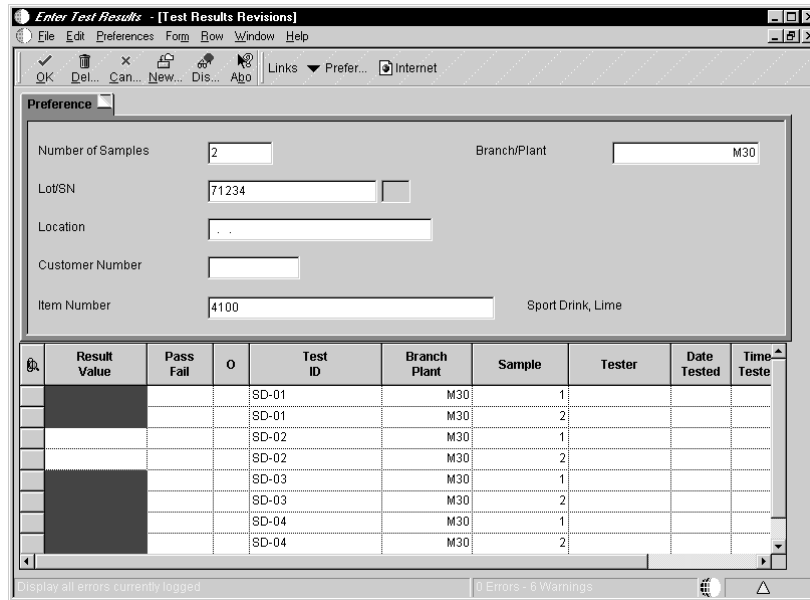 Enter Test Results - [Test Results Revisions]
File Edit Preferences Form Row Window Help
OK Del... Can... New... Dis... Abo Links Prefer... Internet
Preference
Number of Samples 2 Branch/Plant M30
Lot/SN 71234
Location . .
Customer Number
Item Number 4100 Sport Drink, Lime
Result Value Pass Fail O Test ID Branch Plant Sample Tester Date Tested Time Teste
SD-01 M30 1
SD-01 M30 2
SD-02 M30 1
SD-02 M30 2
SD-03 M30 1
SD-03 M30 2
SD-04 M30 1
SD-04 M30 2
Display all errors currently logged 0 Errors - 6 Warnings